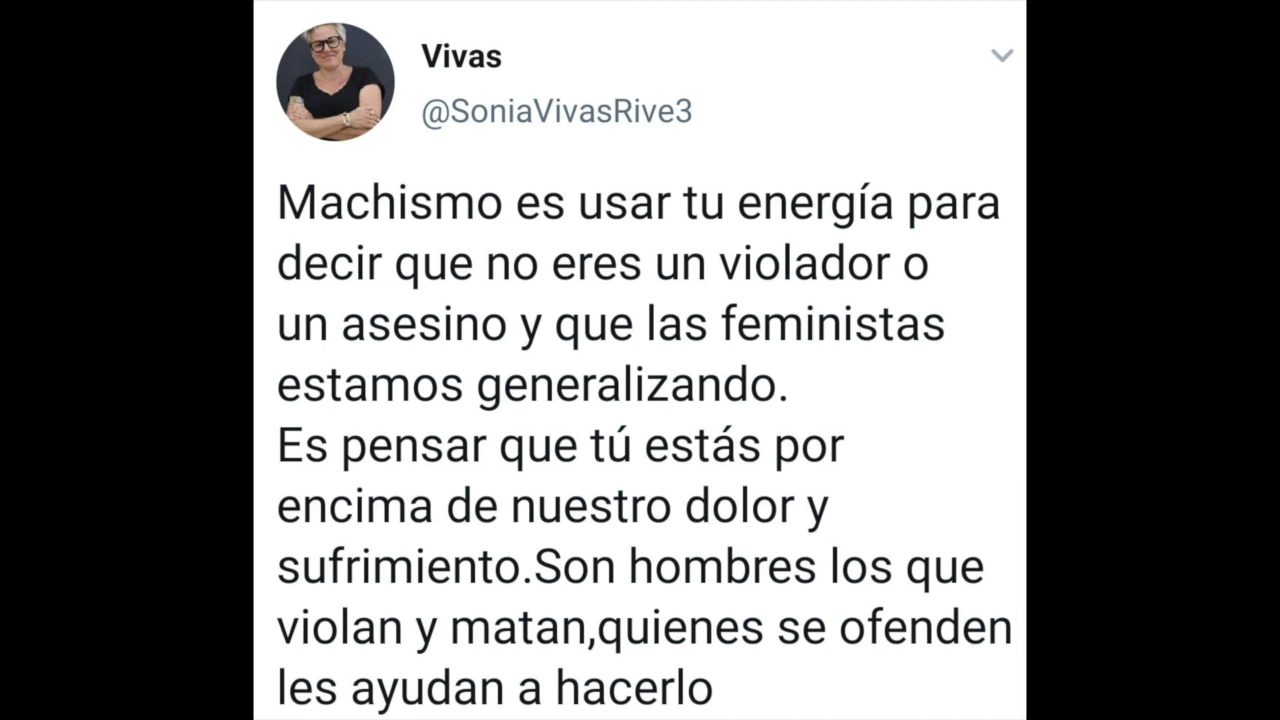 Vivas
@SoniaVivasRive3
Machismo es usar tu energía para
decir que no eres un violador o
un asesino y que las feministas
estamos generalizando.
Es pensar que tú estás por
encima de nuestro dolor y
sufrimiento.Son hombres los que
violan y matan,quienes se ofenden
les ayudan a hacerlo